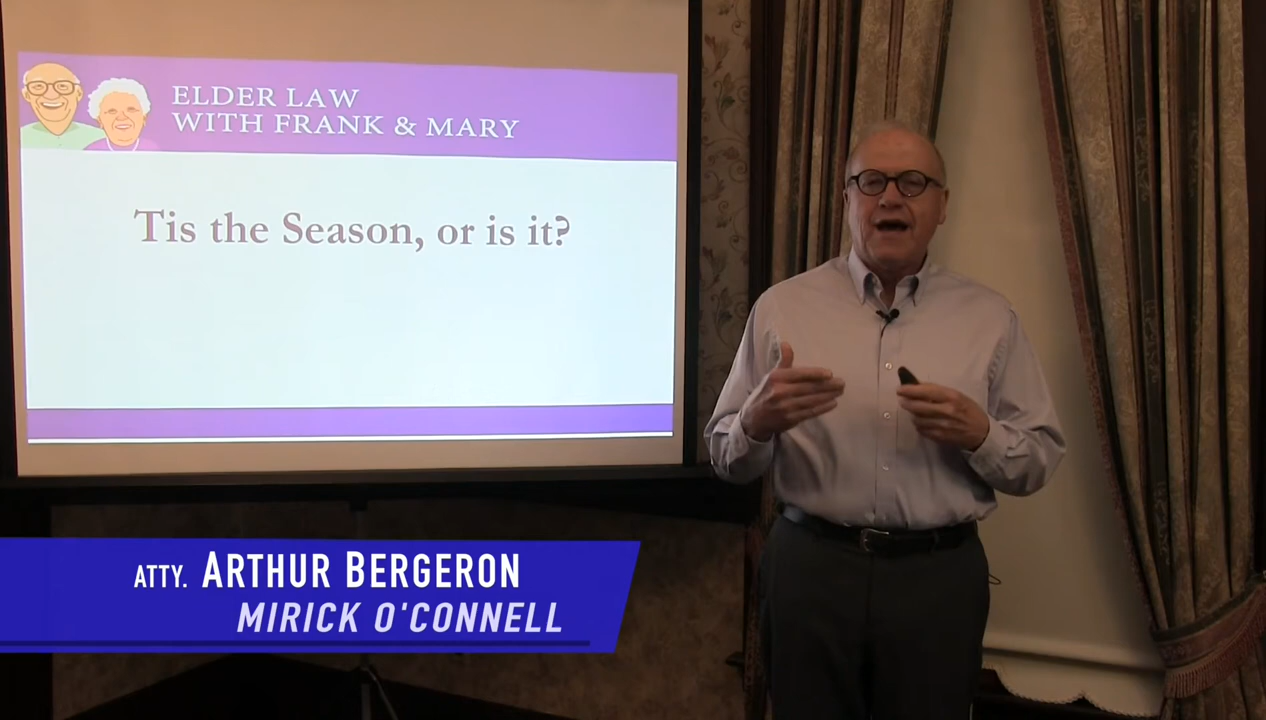 ELDER LAW
WITH FRANK & MARY
Tis the Season, or is it?
ATTY. ARTHUR BERGERON
MIRICK O'CONNELL